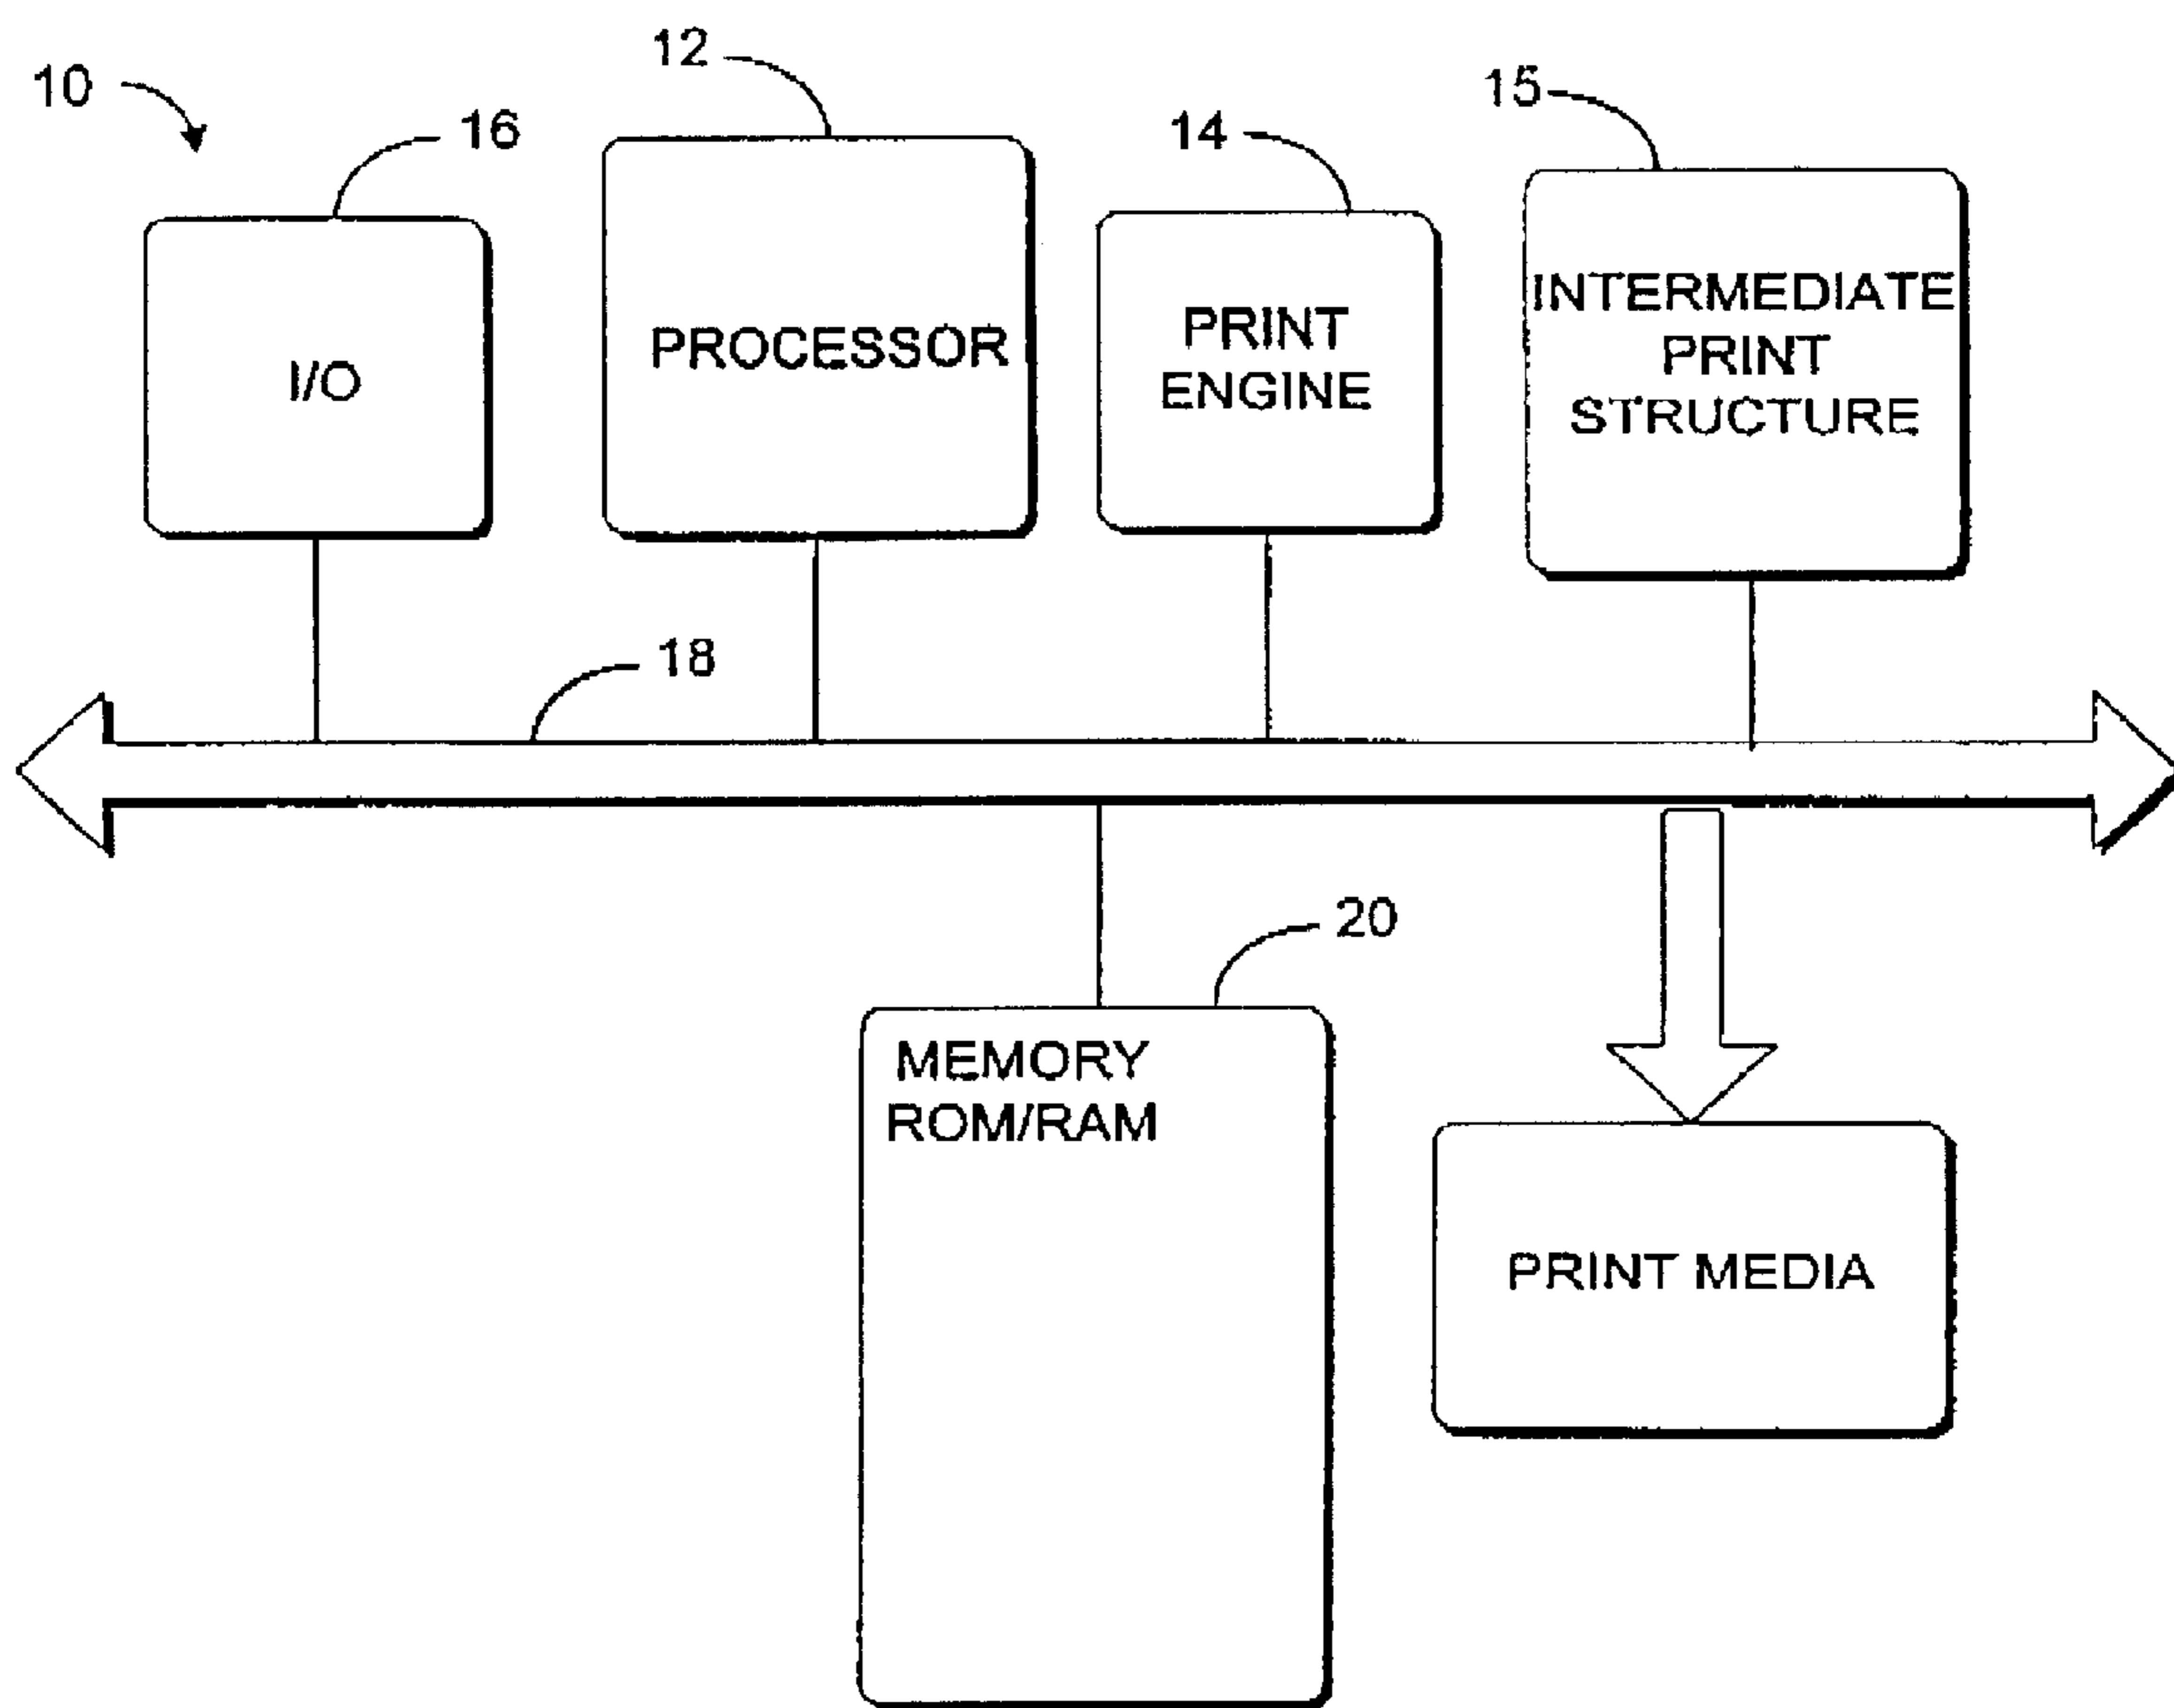 10
12
15
16
14
I/O
PROCESSOR
PRINT
ENGINE
INTERMEDIATE
PRINT
STRUCTURE
18
20
MEMORY
ROM/RAM
PRINT MEDIA